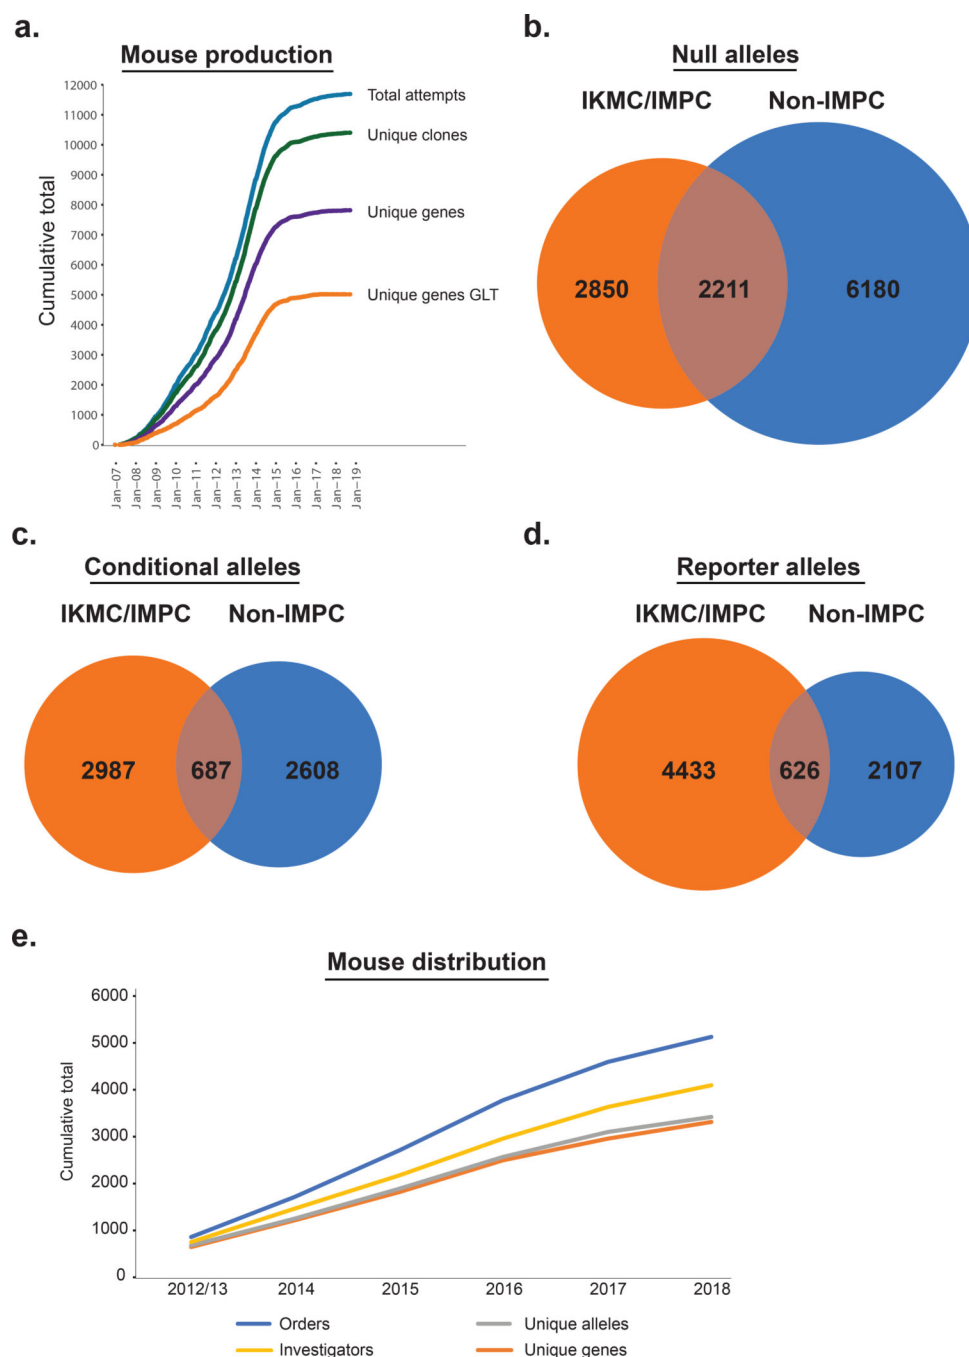 a.
Mouse production
12000
11000
10000
9000
8000
7000
6000
5000
4000
3000
2000
1000
0
Cumulative total
Total attempts
Unique clones
Unique genes
Unique genes GLT
Jan–07
Jan–08
Jan–09
Jan–10
Jan–11
Jan–12
Jan–13
Jan–14
Jan–15
Jan–16
Jan–17
Jan–18
Jan–19
b.
Null alleles
IKMC/IMPC Non-IMPC
2850 2211 6180
c.
Conditional alleles
IKMC/IMPC Non-IMPC
2987 687 2608
d.
Reporter alleles
IKMC/IMPC Non-IMPC
4433 626 2107
e.
Mouse distribution
6000
5000
4000
3000
2000
1000
0
Cumulative total
2012/13 2014 2015 2016 2017 2018
Orders Unique alleles
Investigators Unique genes